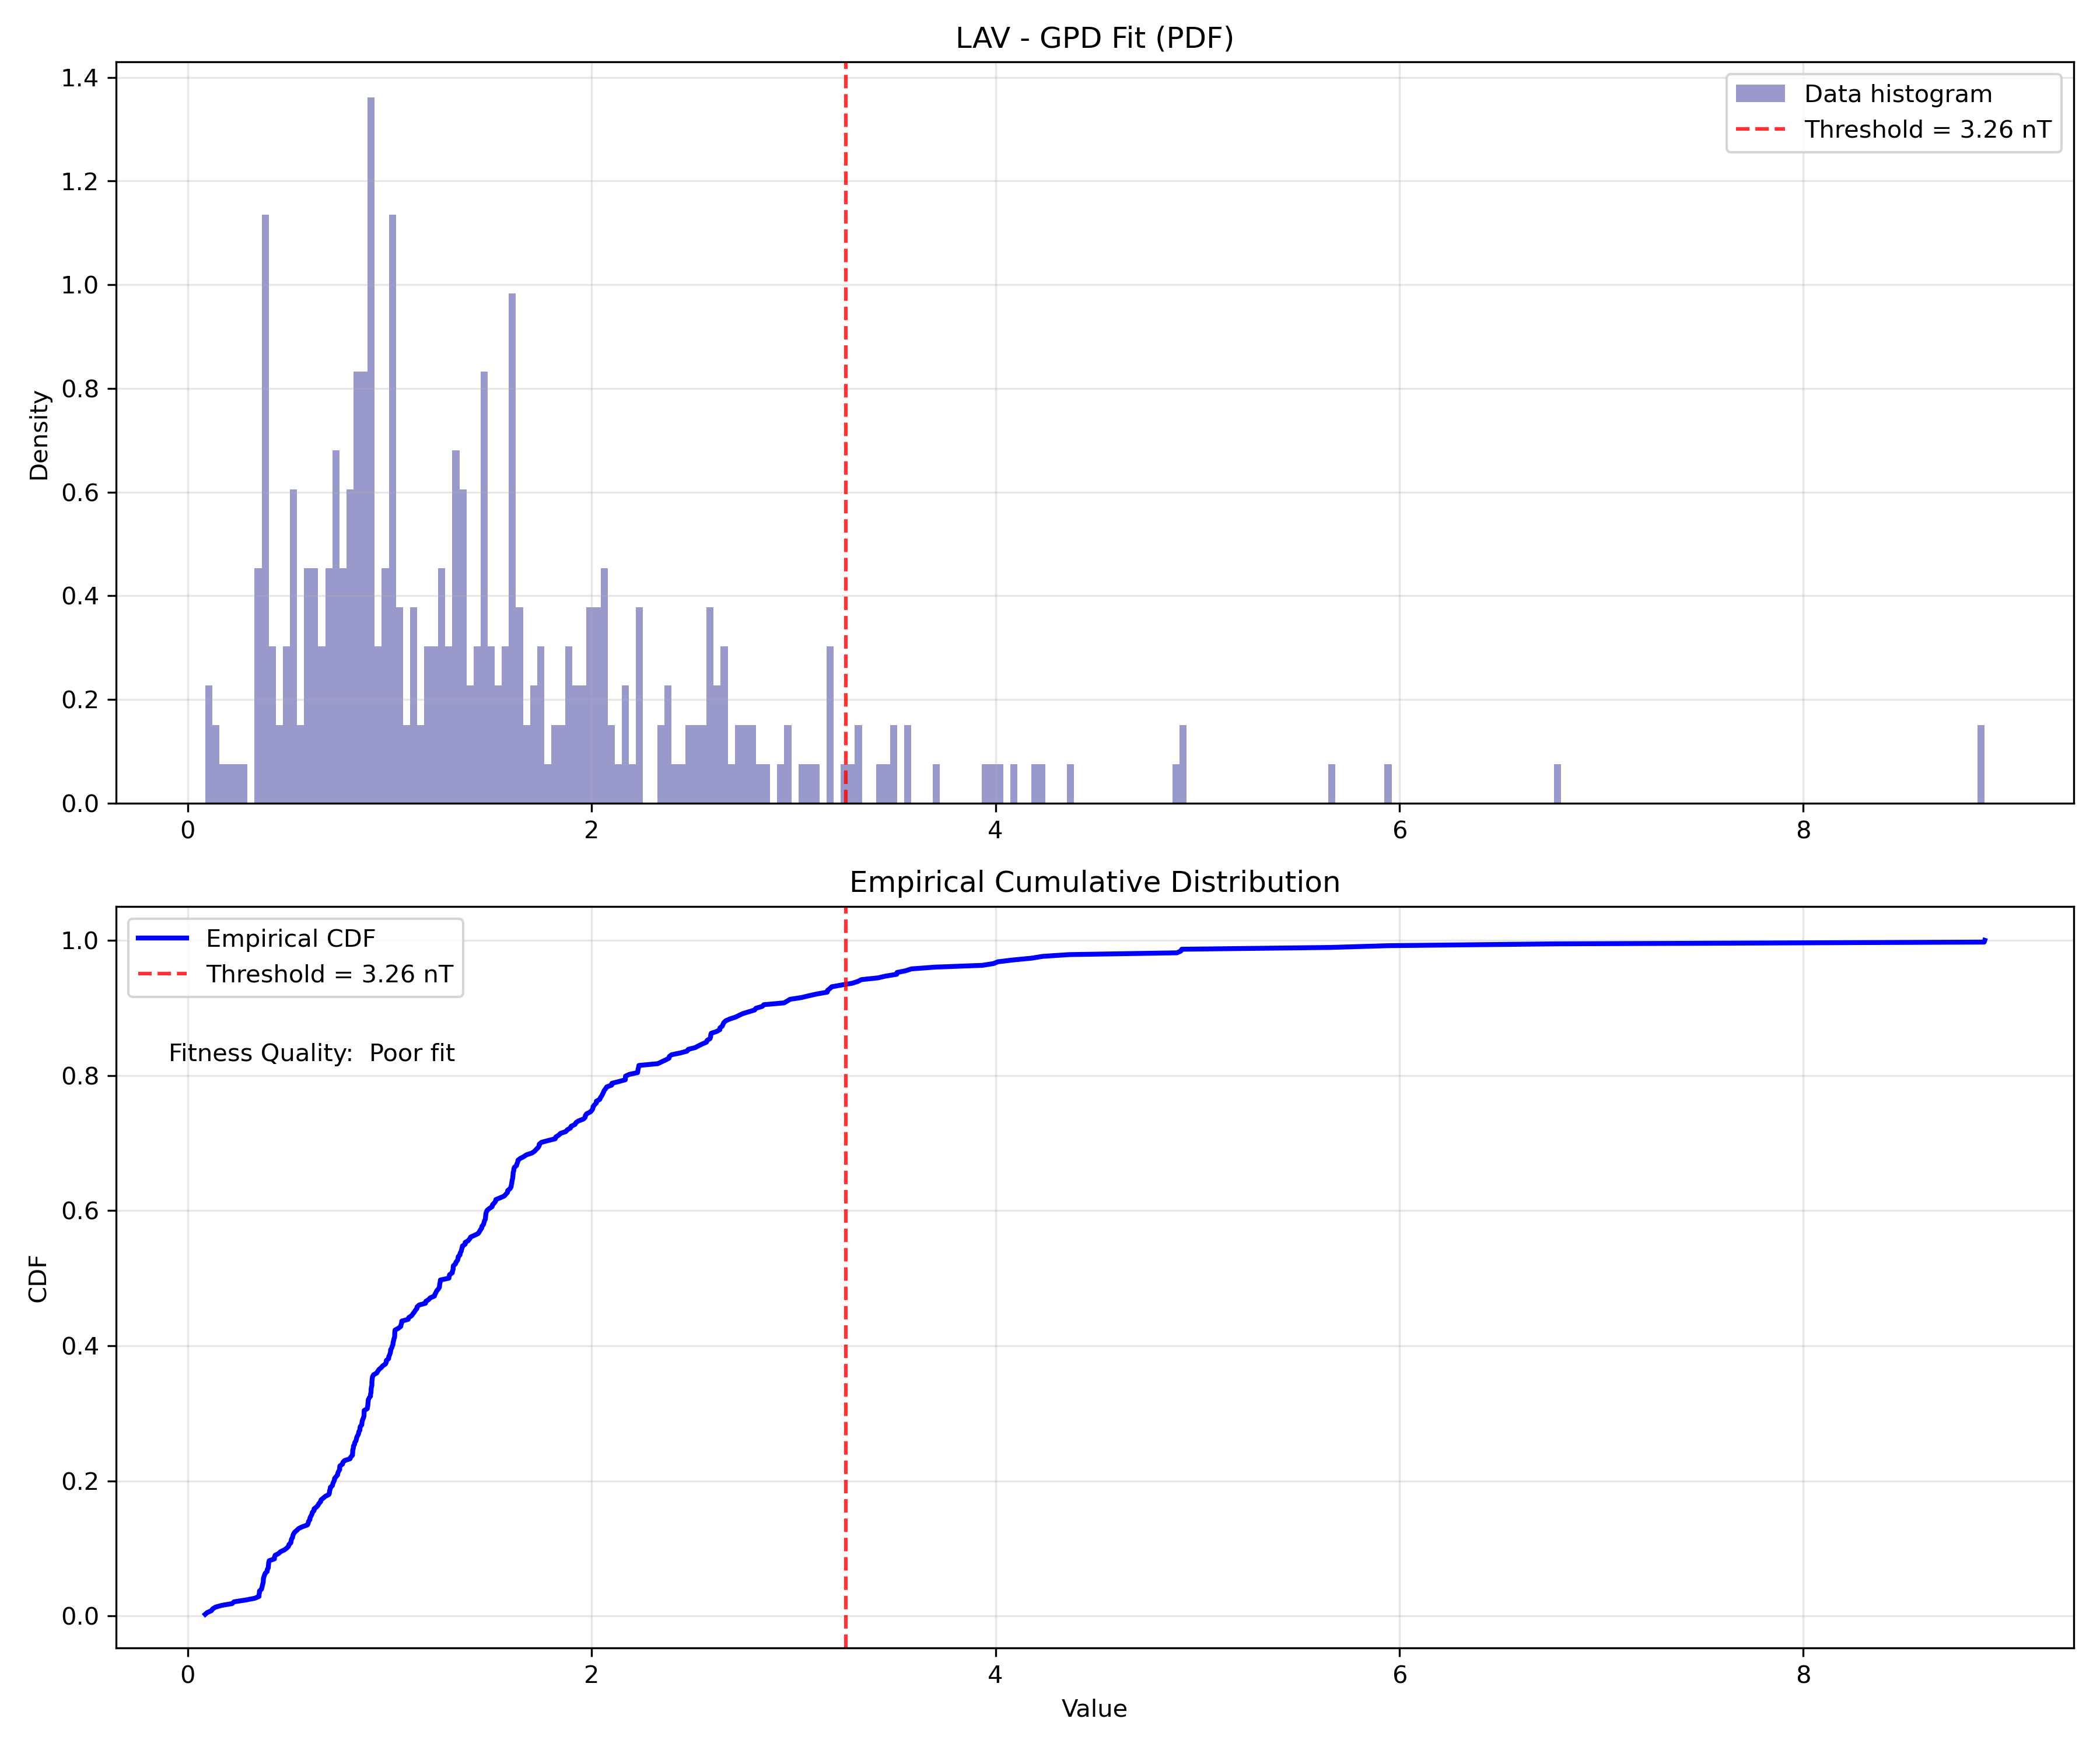 LAV - GPD Fit (PDF)
Data histogram
Threshold = 3.26 nT
Density
1.4
1.2
1.0
0.8
0.6
0.4
0.2
0.0
0 2 4 6 8
Empirical Cumulative Distribution
Empirical CDF
Threshold = 3.26 nT
Fitness Quality:  Poor fit
CDF
1.0
0.8
0.6
0.4
0.2
0.0
0 2 4 6 8
Value